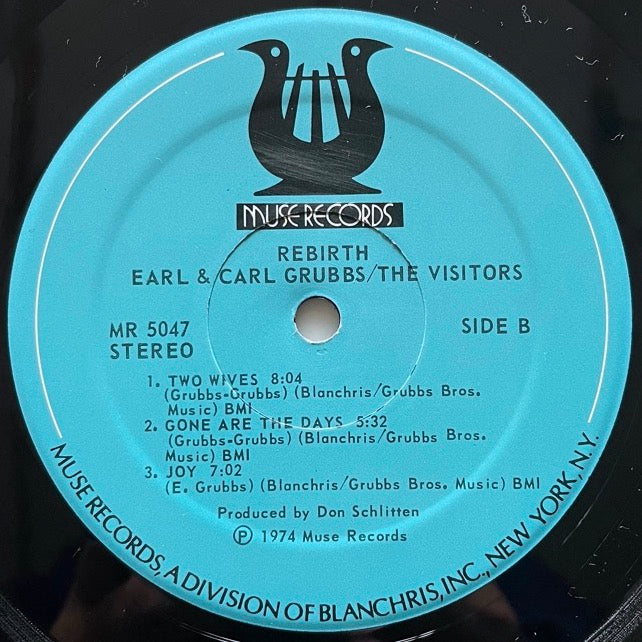 MUSE RECORDS
REBIRTH
EARL & CARL GRUBBS/THE VISITORS
MR 5047
STEREO
SIDE B
1. TWO WIVES 8:04
(Grubbs-Grubbs) (Blanchris/Grubbs Bros.
Music) BMI
2. GONE ARE THE DAYS 5:32
(Grubbs-Grubbs) (Blanchris/Grubbs Bros.
Music) BMI
3. JOY 7:02
(E. Grubbs) (Blanchris/Grubbs Bros. Music) BMI
Produced by Don Schlitten
℗ 1974 Muse Records
MUSE RECORDS, A DIVISION OF BLANCHRIS, INC., NEW YORK, N.Y.